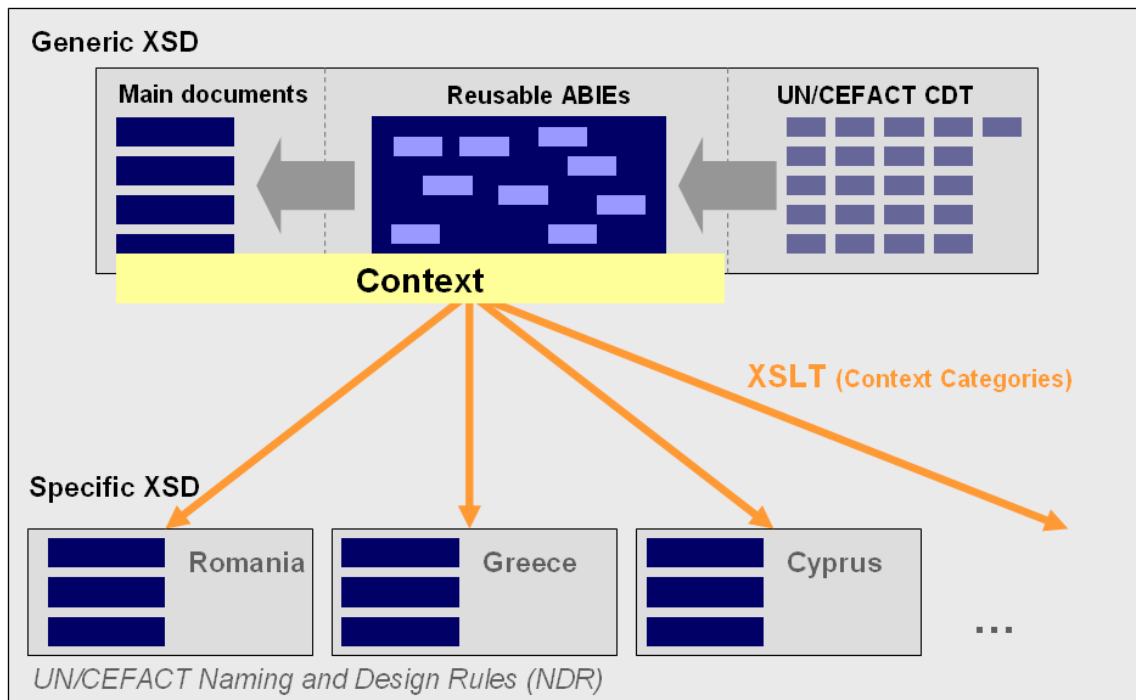 Generic XSD
Main documents
Reusable ABIEs
UN/CEFACT CDT
Context
XSLT (Context Categories)
Specific XSD
Romania
Greece
Cyprus
...
UN/CEFACT Naming and Design Rules (NDR)